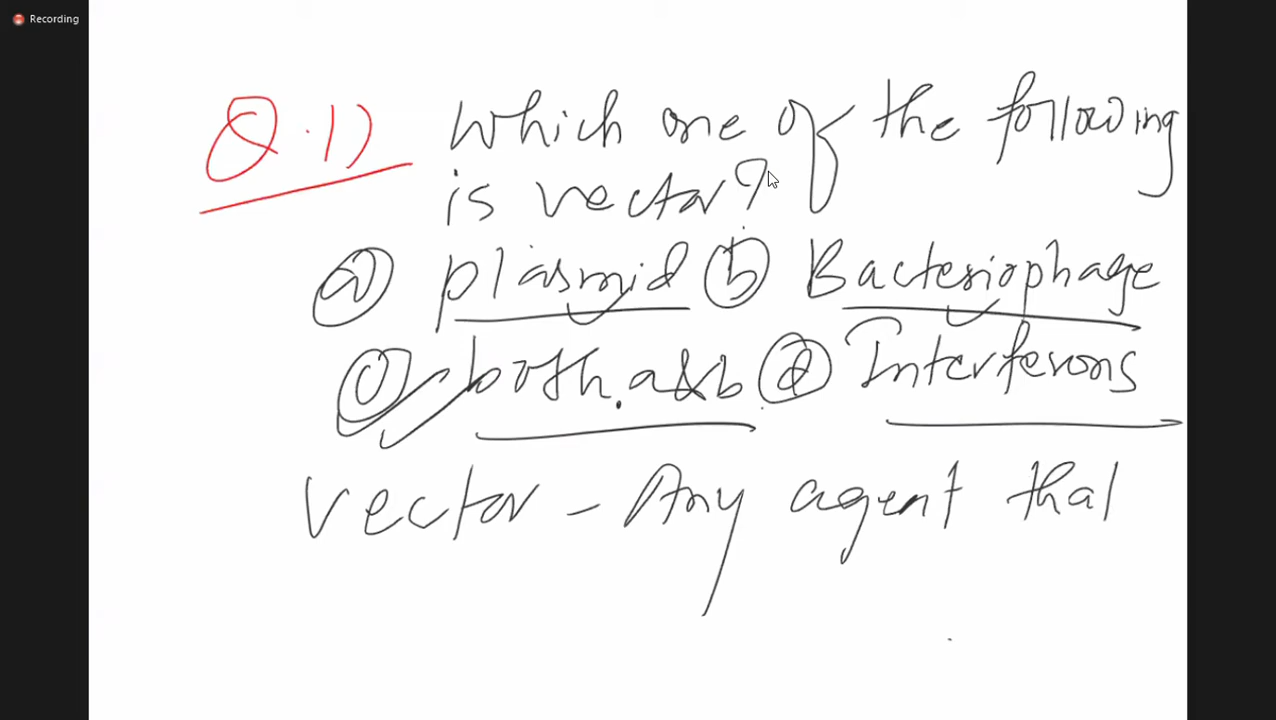 Recording
Q.1) Which one of the following
is vector?
(a) plasmid (b) Bacteriophage
(c) both a & b (d) Interferons
vector - Any agent that